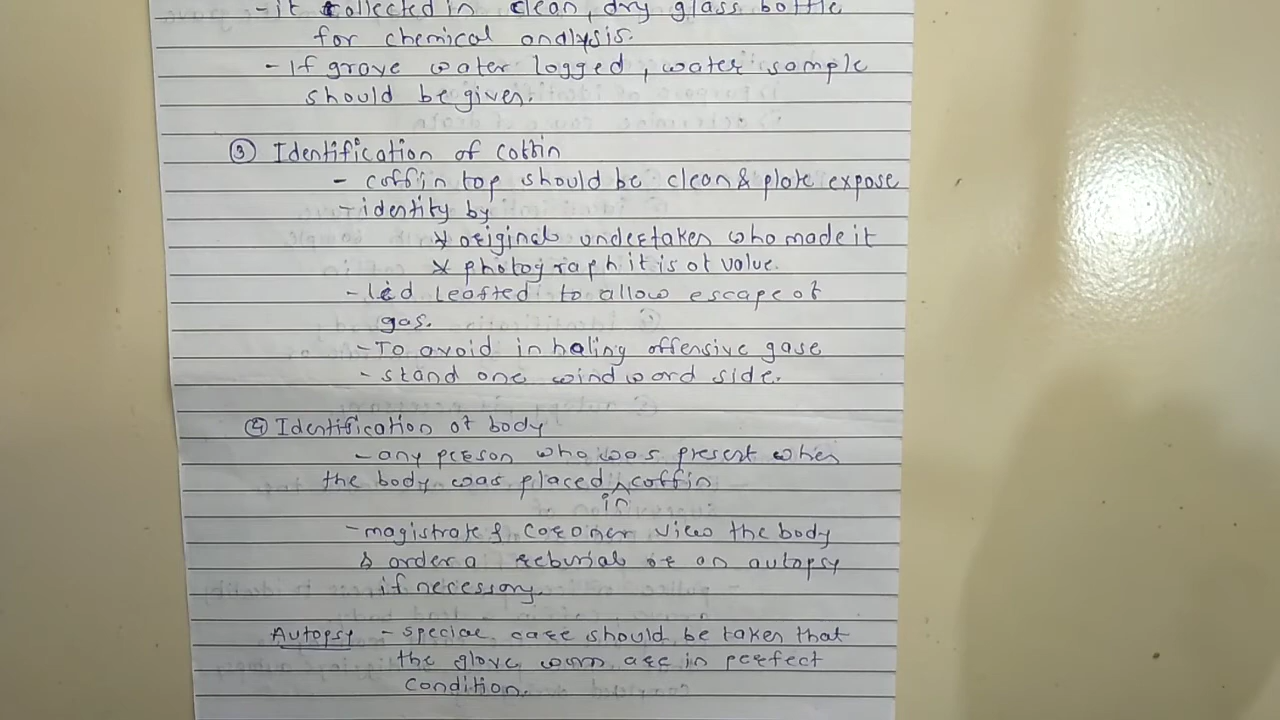 - it collected in clean, dry glass bottle
for chemical analysis.
- If grave water logged, water sample
should be given.
③ Identification of coffin
- coffin top should be clean & plate expose
- identity by
* original undertaker who made it
* photograph it is of value.
- lid leafted to allow escape of
gas.
- To avoid inhaling offensive gase
- stand one windword side.
④ Identification of body
- any person who was present when
the body was placed ^ coffin
in
- magistrate & coroner view the body
& order a reburial or an autopsy
if necessary.
Autopsy - special care should be taken that
the glove worn are in perfect
condition.